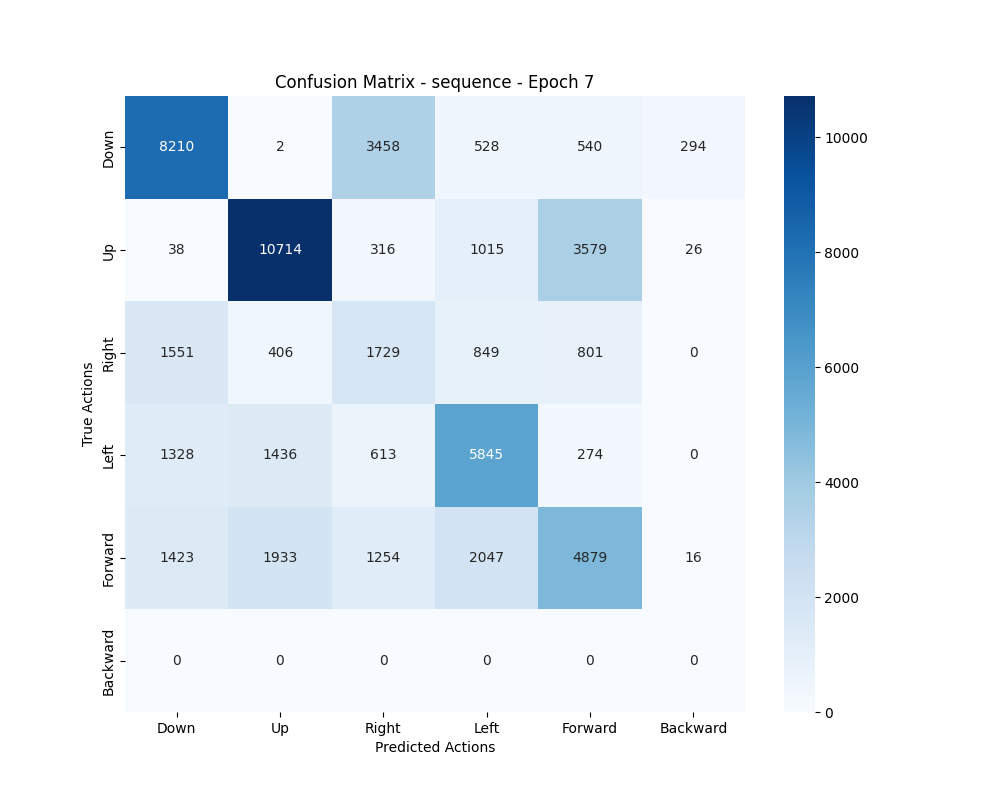 Confusion Matrix - sequence - Epoch 7
Down 8210 2 3458 528 540 294
Up 38 10714 316 1015 3579 26
Right 1551 406 1729 849 801 0
Left 1328 1436 613 5845 274 0
Forward 1423 1933 1254 2047 4879 16
Backward 0 0 0 0 0 0
Down Up Right Left Forward Backward
Predicted Actions
True Actions
10000
8000
6000
4000
2000
0